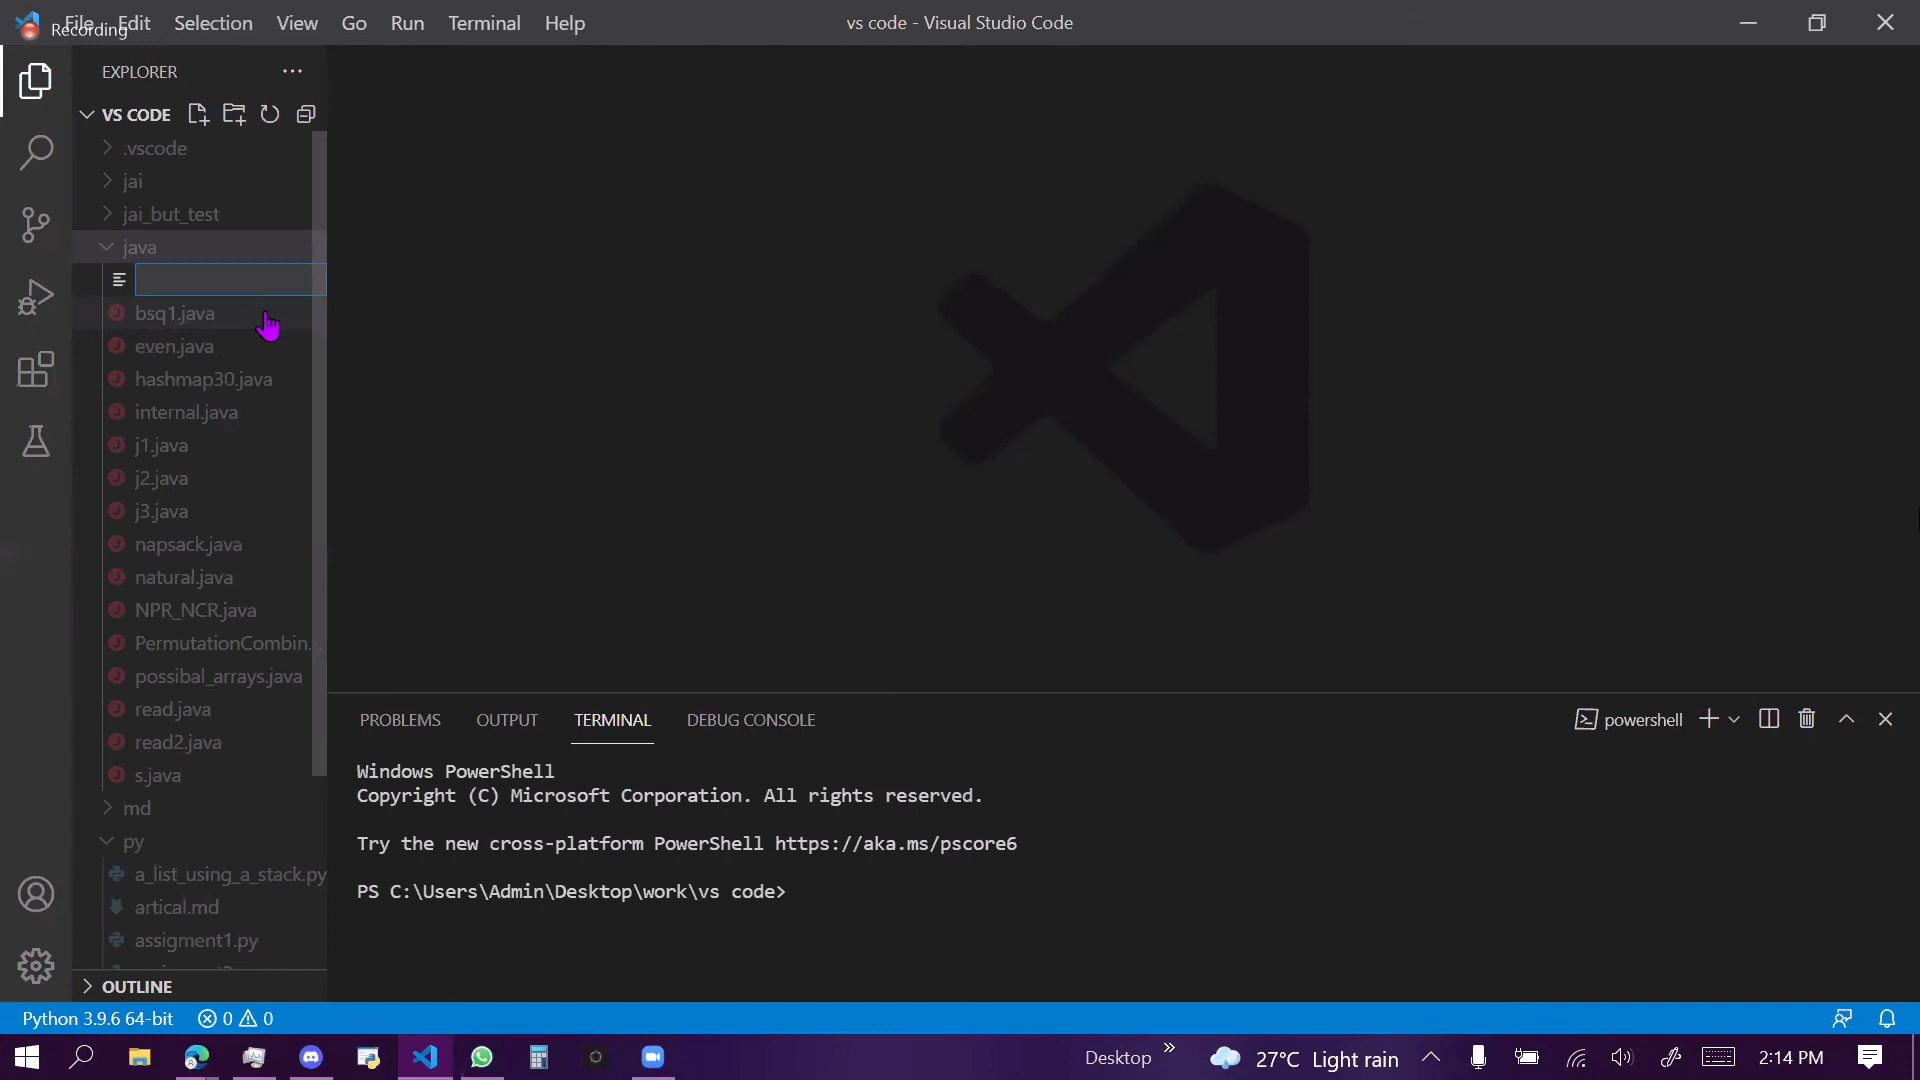 Recording
File Edit Selection View Go Run Terminal Help
vs code - Visual Studio Code
EXPLORER
VS CODE
.vscode
jai
jai_but_test
java
bsq1.java
even.java
hashmap30.java
internal.java
j1.java
j2.java
j3.java
napsack.java
natural.java
NPR_NCR.java
PermutationCombin...
possibal_arrays.java
read.java
read2.java
s.java
md
py
a_list_using_a_stack.py
artical.md
assigment1.py
OUTLINE
PROBLEMS OUTPUT TERMINAL DEBUG CONSOLE
powershell
Windows PowerShell
Copyright (C) Microsoft Corporation. All rights reserved.
Try the new cross-platform PowerShell https://aka.ms/pscore6
PS C:\Users\Admin\Desktop\work\vs code>
Python 3.9.6 64-bit 0 0
Desktop 27°C Light rain 2:14 PM